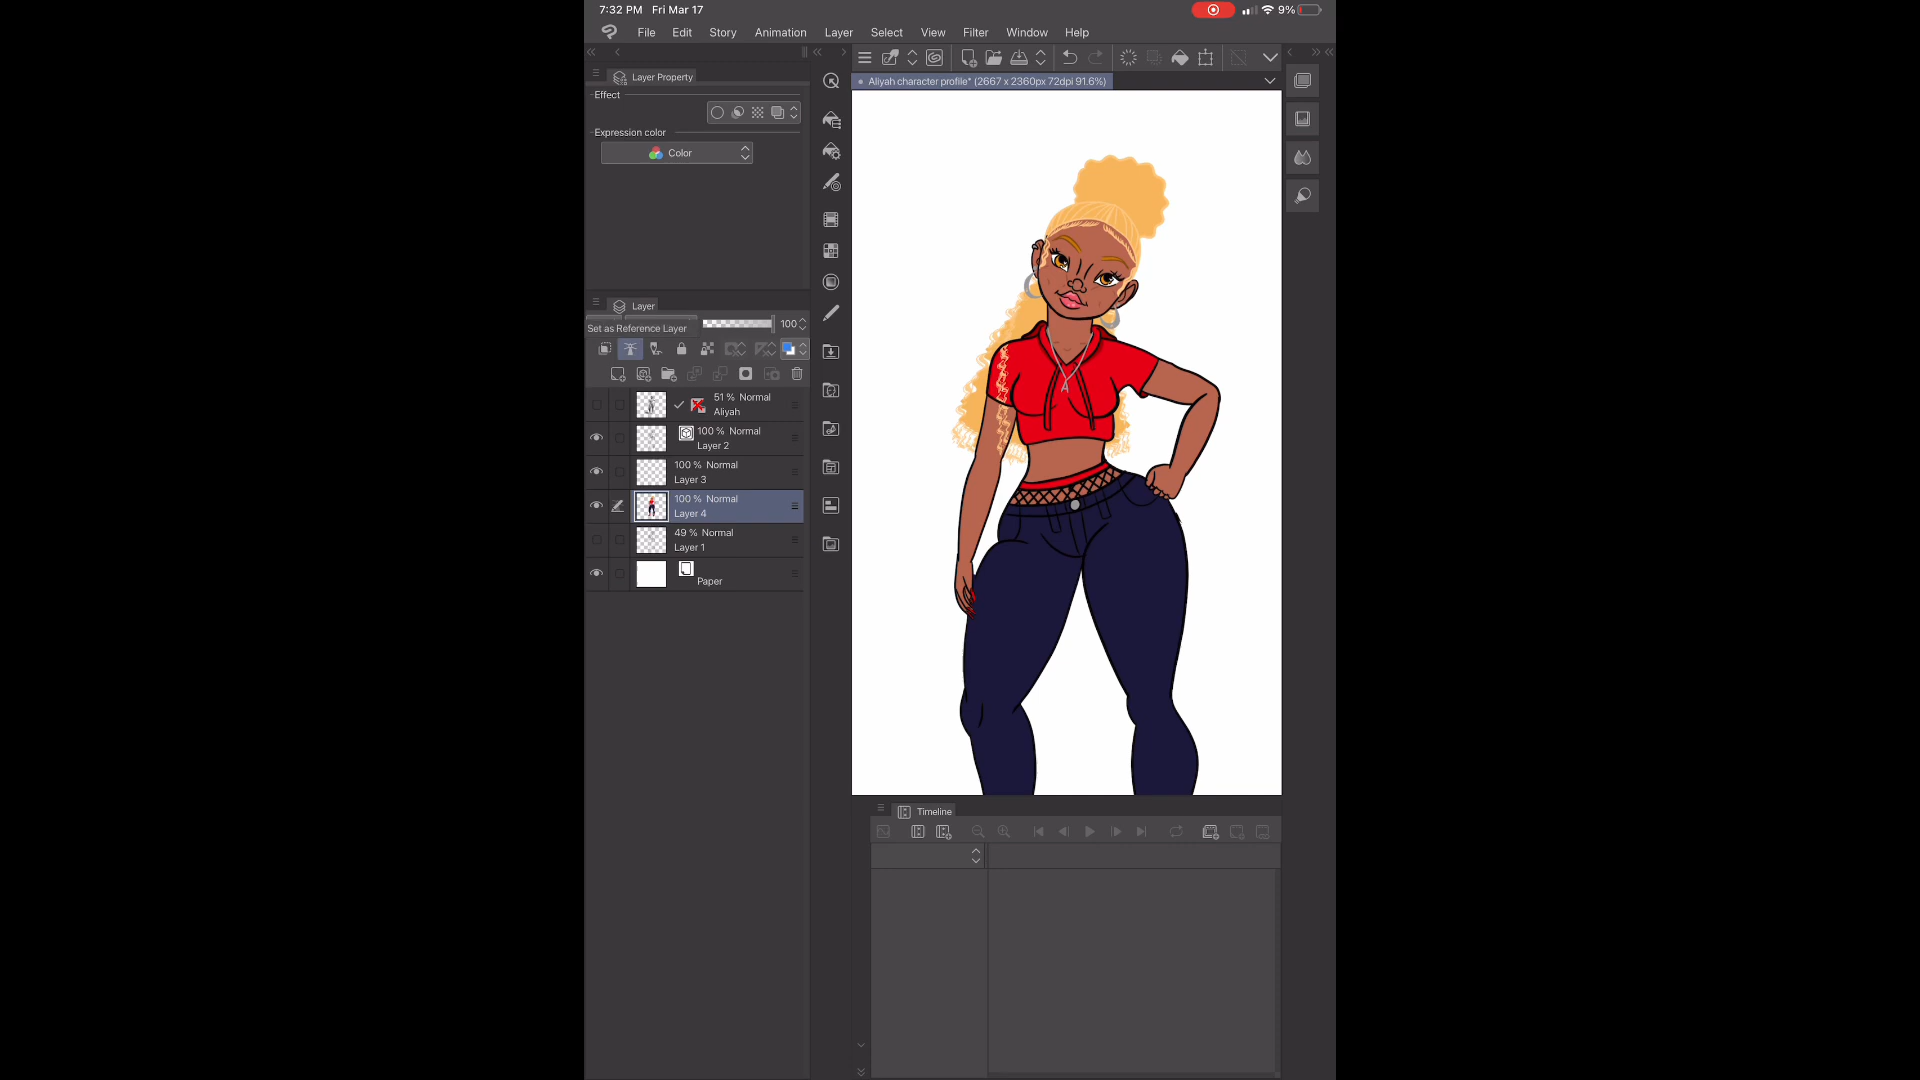 7:32 PM Fri Mar 17
9%
File Edit Story Animation Layer Select View Filter Window Help
Layer Property
Aliyah character profile* (2667 x 2360px 72dpi 91.6%)
Effect
Expression color
Color
Layer
Set as Reference Layer
100
51 % Normal
Aliyah
100 % Normal
Layer 2
100 % Normal
Layer 3
100 % Normal
Layer 4
49 % Normal
Layer 1
Paper
A
Timeline